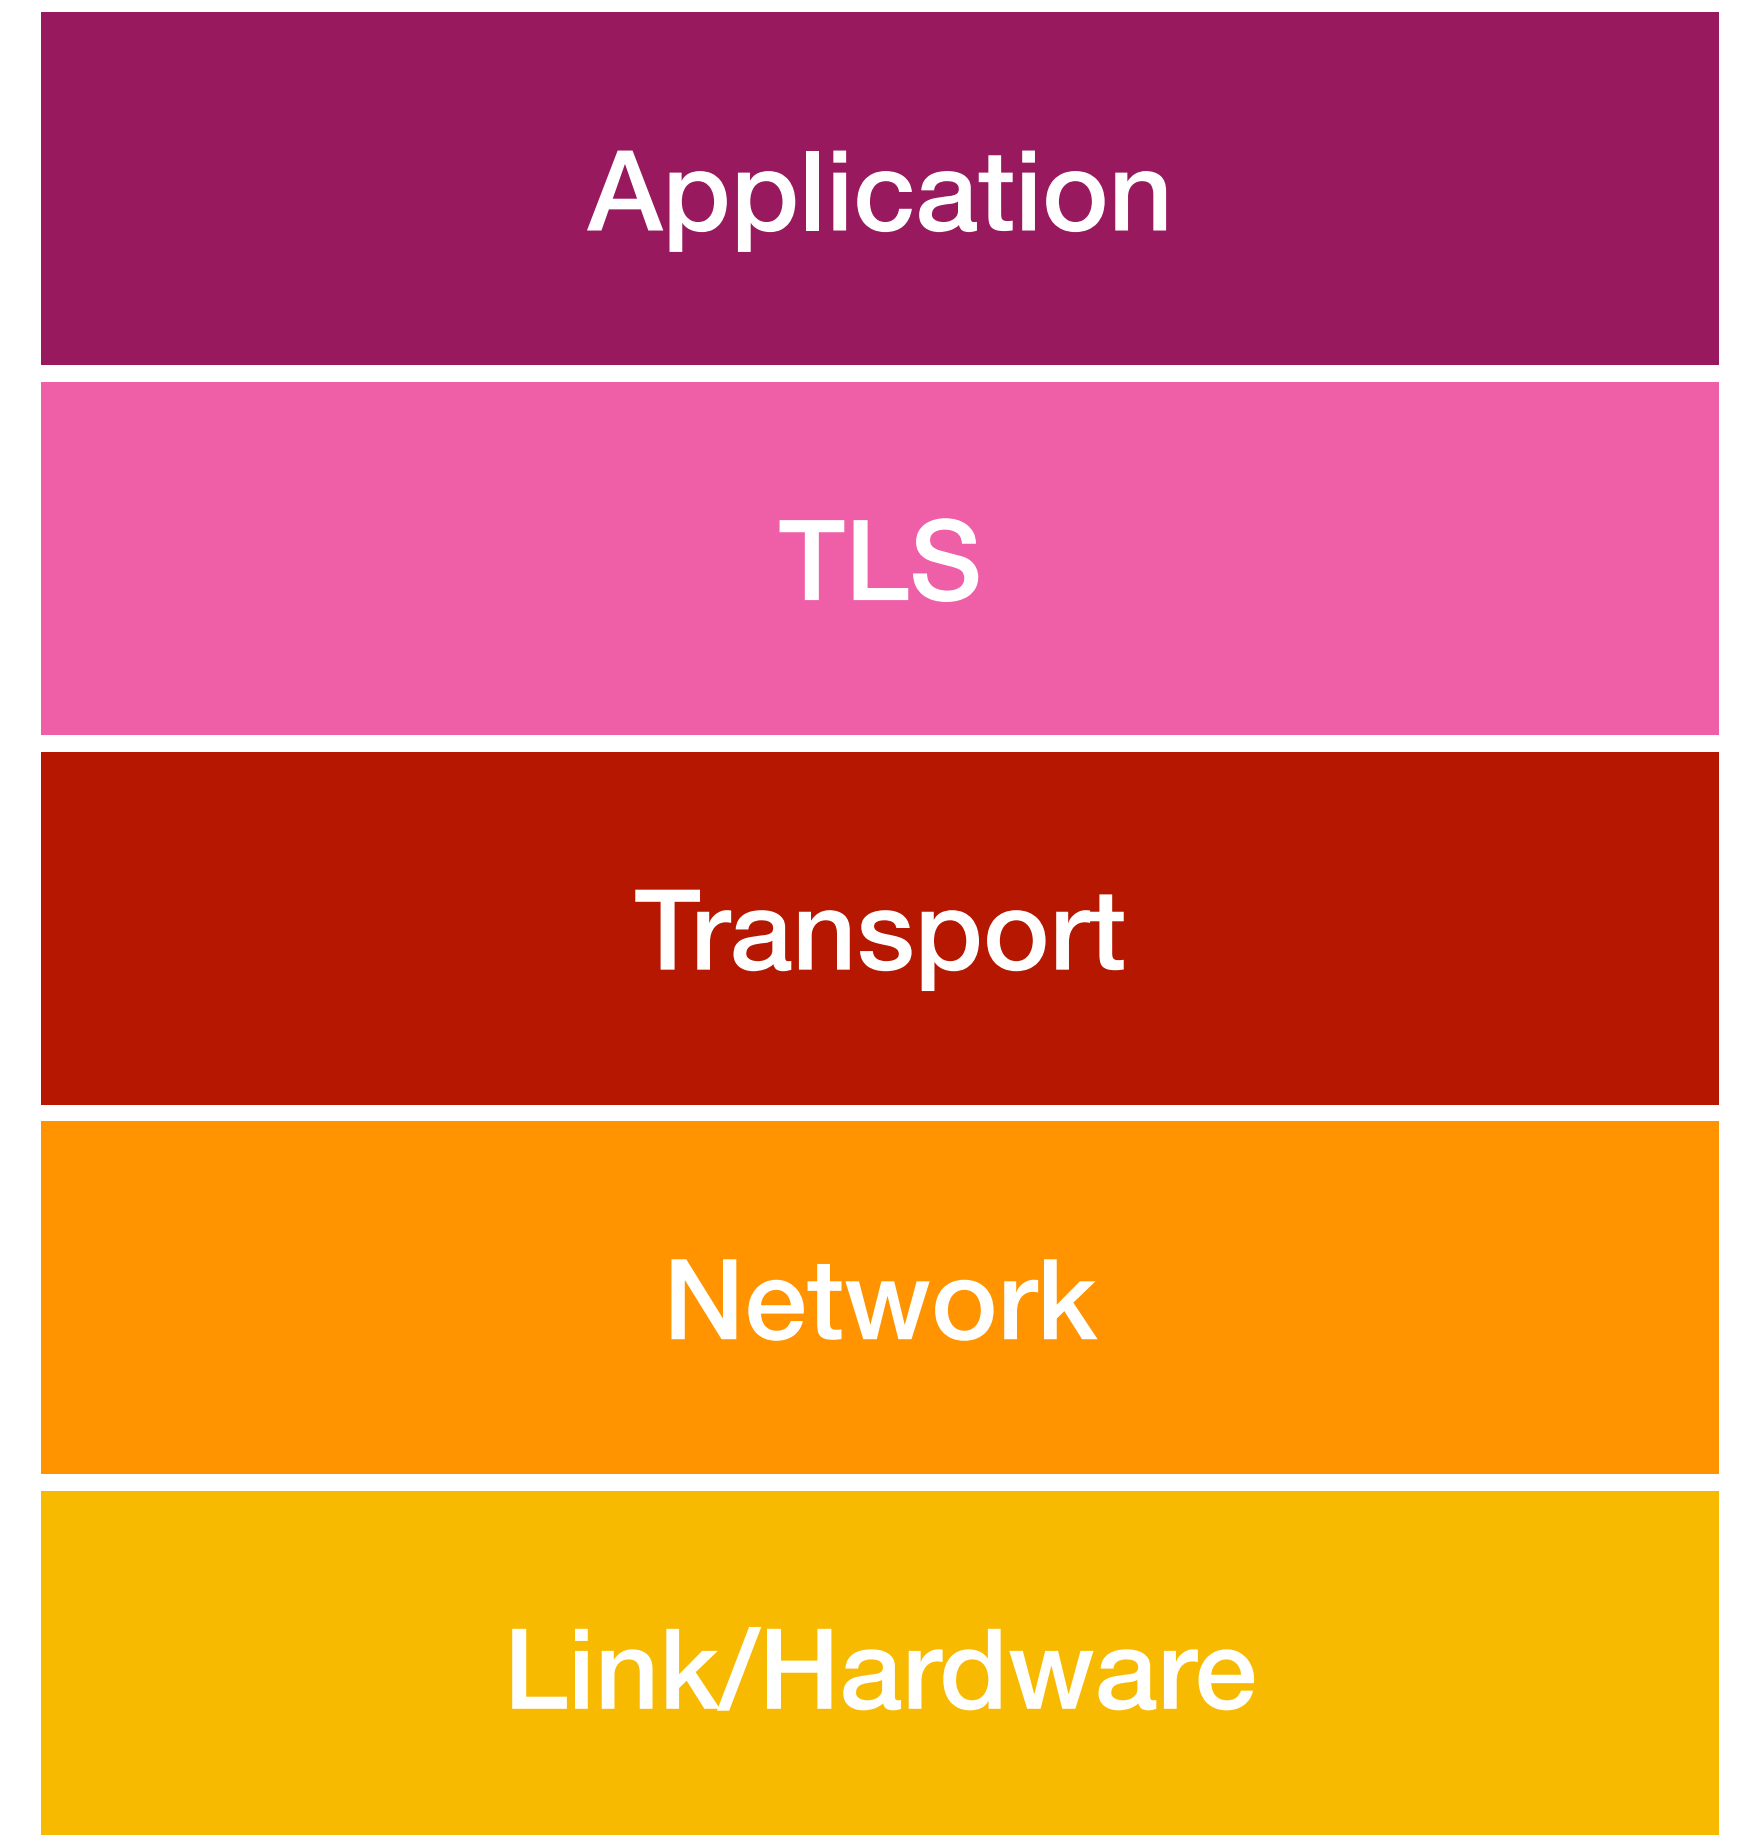 Application
TLS
Transport
Network
Link/Hardware